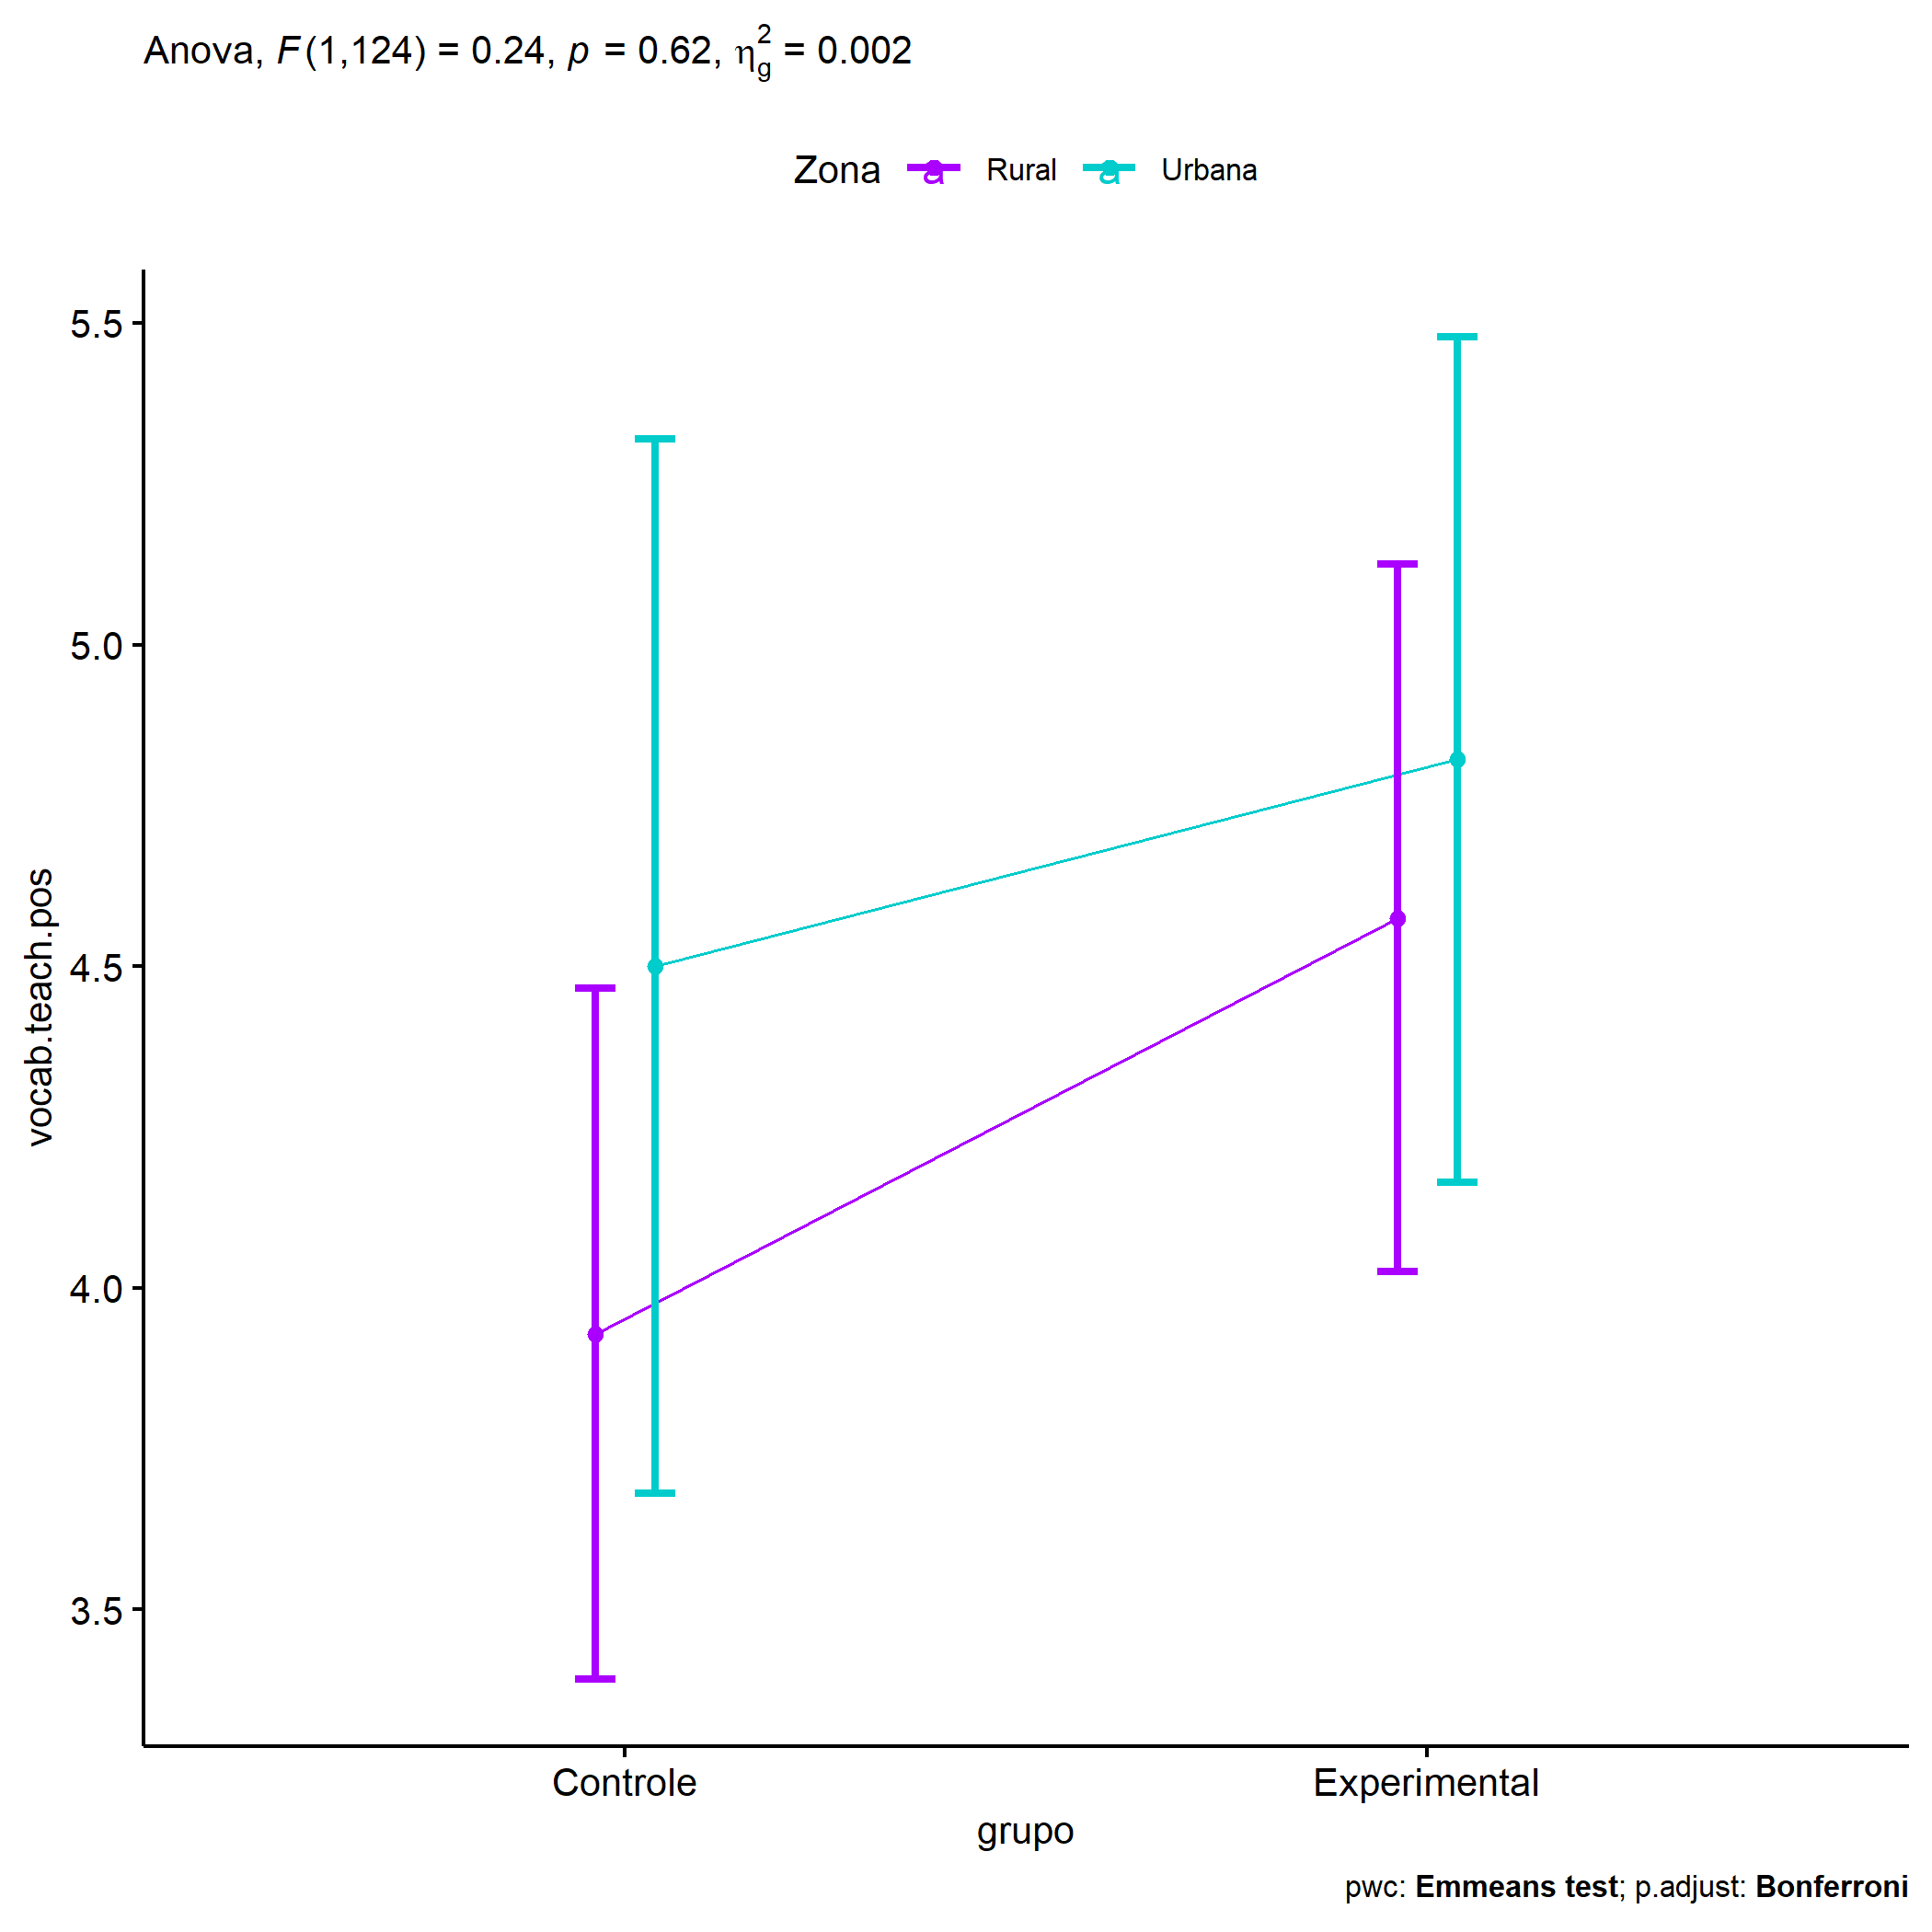 Anova, F(1,124) = 0.24, p = 0.62, η²g = 0.002
Zona a Rural a Urbana
5.5
5.0
4.5
4.0
3.5
vocab.teach.pos
Controle Experimental
grupo
pwc: Emmeans test; p.adjust: Bonferroni